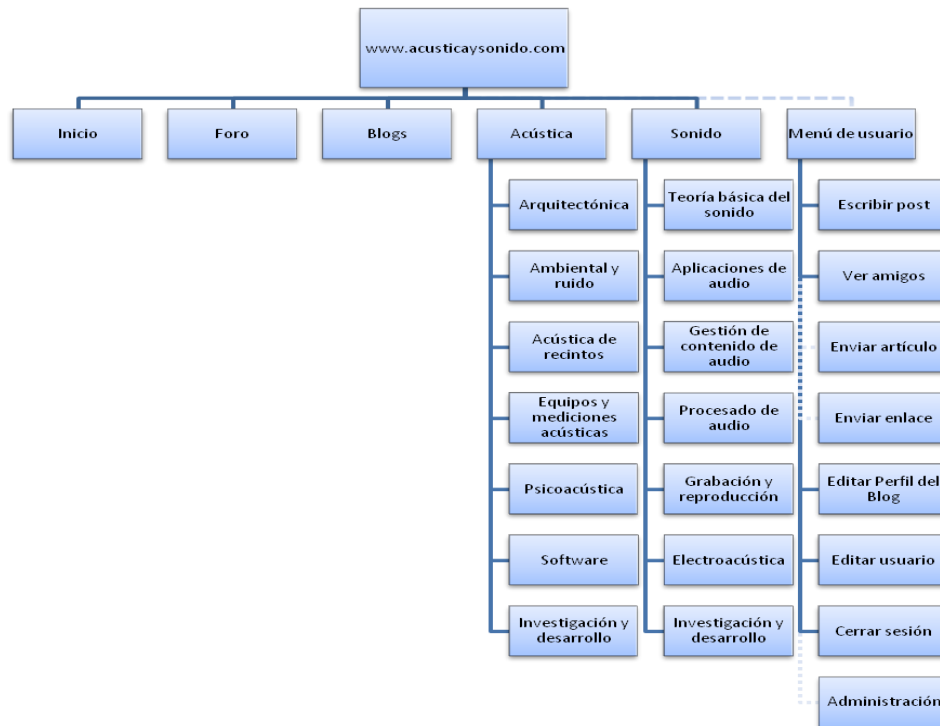 www.acusticaysonido.com
Inicio
Foro
Blogs
Acústica
Sonido
Menú de usuario
Arquitectónica
Ambiental y
ruido
Acústica de
recintos
Equipos y
mediciones
acústicas
Psicoacústica
Software
Investigación y
desarrollo
Teoría básica del
sonido
Aplicaciones de
audio
Gestión de
contenido de
audio
Procesado de
audio
Grabación y
reproducción
Electroacústica
Investigación y
desarrollo
Escribir post
Ver amigos
Enviar artículo
Enviar enlace
Editar Perfil del
Blog
Editar usuario
Cerrar sesión
Administración